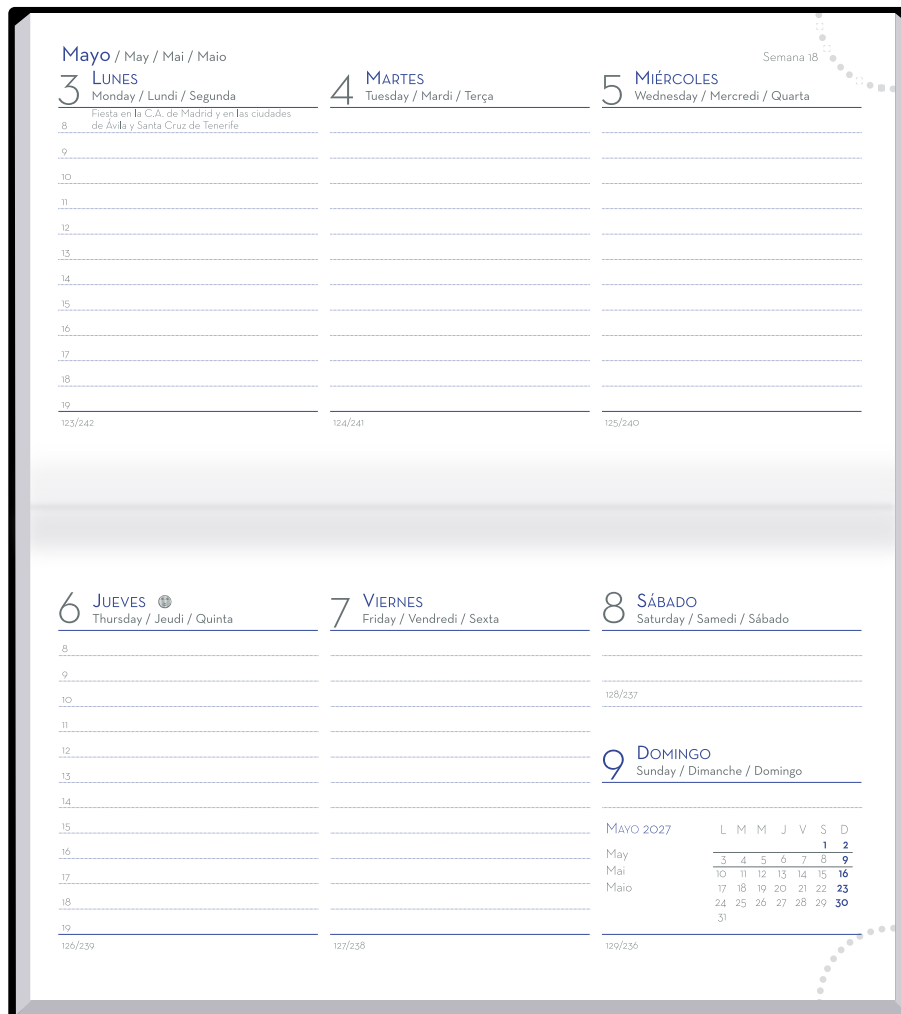 Mayo / May / Mai / Maio
Semana 18
3 LUNES
Monday / Lundi / Segunda
Fiesta en la C.A. de Madrid y en las ciudades
de Ávila y Santa Cruz de Tenerife
8
9
10
11
12
13
14
15
16
17
18
19
123/242
4 MARTES
Tuesday / Mardi / Terça
124/241
5 MIÉRCOLES
Wednesday / Mercredi / Quarta
125/240
6 JUEVES
Thursday / Jeudi / Quinta
8
9
10
11
12
13
14
15
16
17
18
19
126/239
7 VIERNES
Friday / Vendredi / Sexta
127/238
8 SÁBADO
Saturday / Samedi / Sábado
128/237
9 DOMINGO
Sunday / Dimanche / Domingo
MAYO 2027
May
Mai
Maio
L M M J V S D
1 2
3 4 5 6 7 8 9
10 11 12 13 14 15 16
17 18 19 20 21 22 23
24 25 26 27 28 29 30
31
129/236